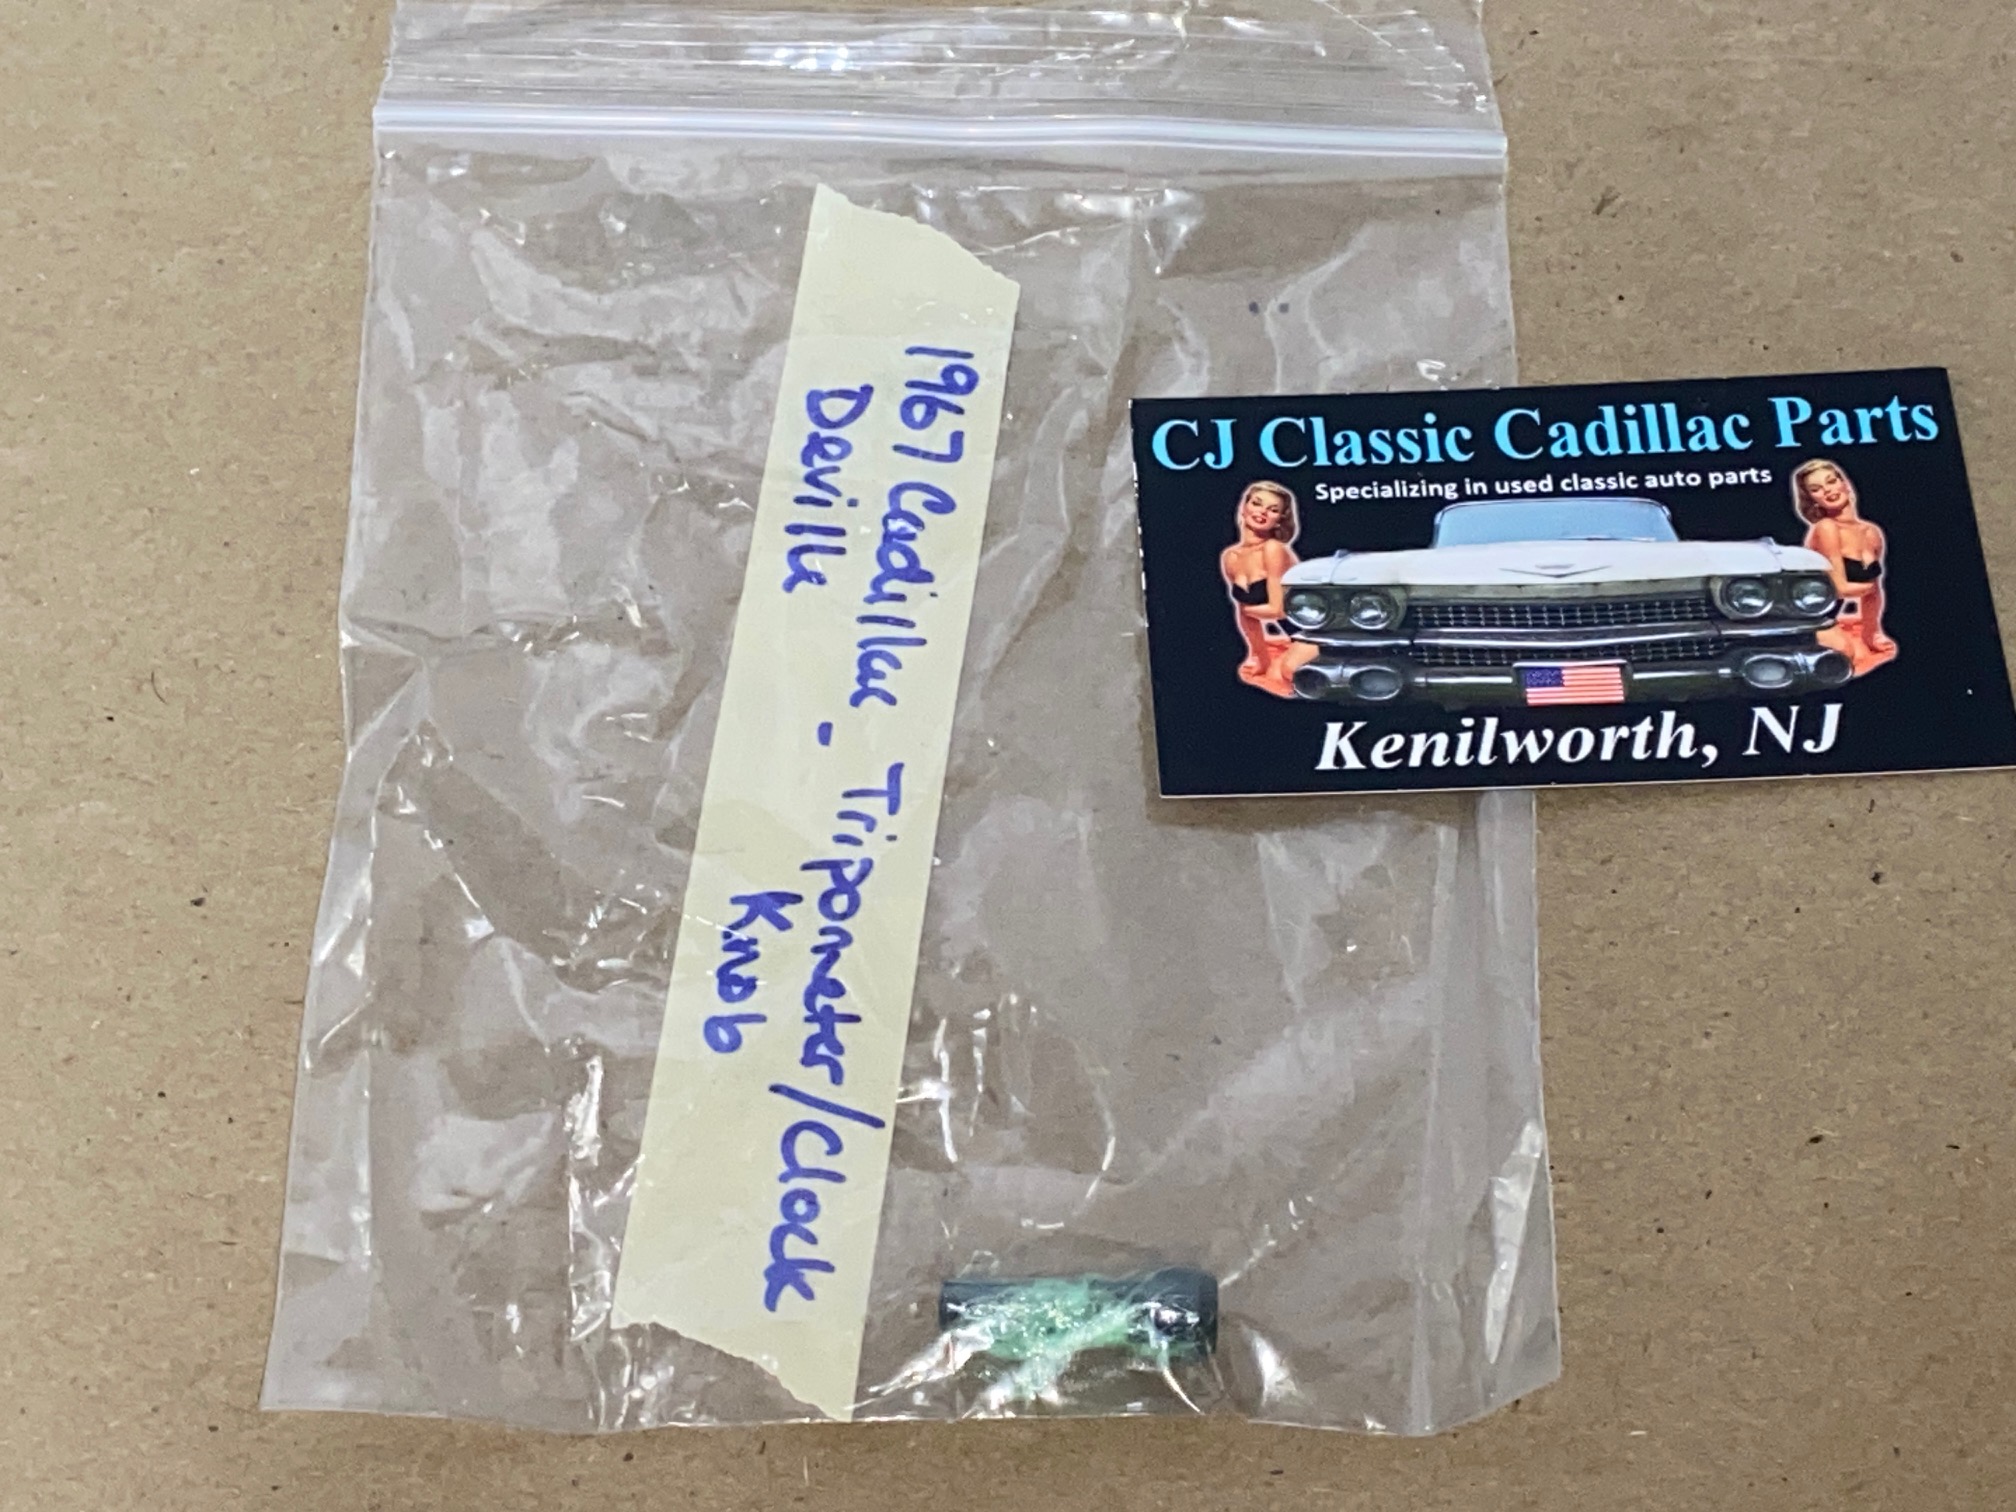 1967 Cadillac - Tripometer/Clock
Deville Knob
CJ Classic Cadillac Parts
Specializing in used classic auto parts
Kenilworth, NJ